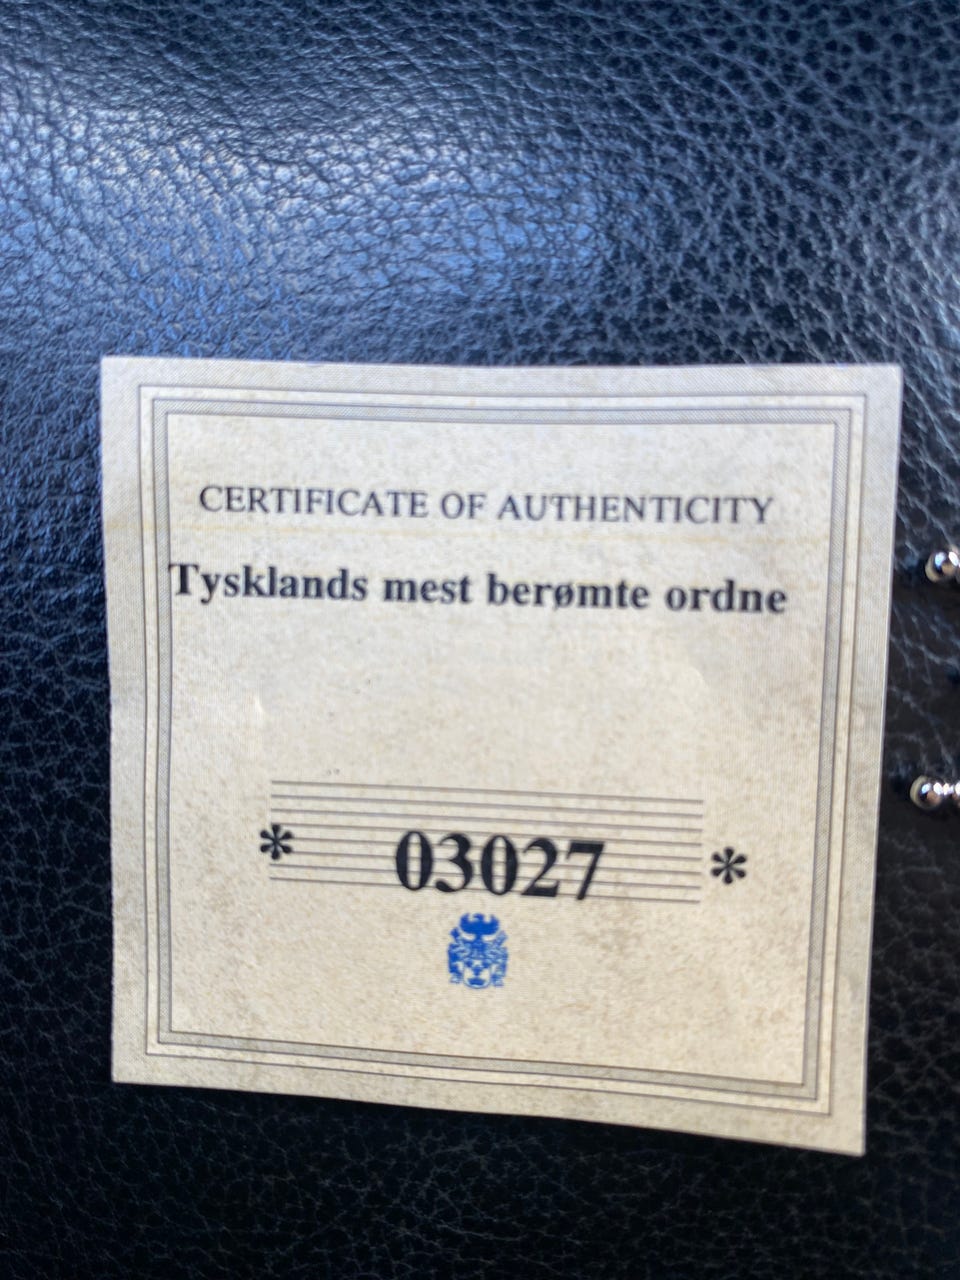 CERTIFICATE OF AUTHENTICITY
Tysklands mest berømte ordne
* 03027 *